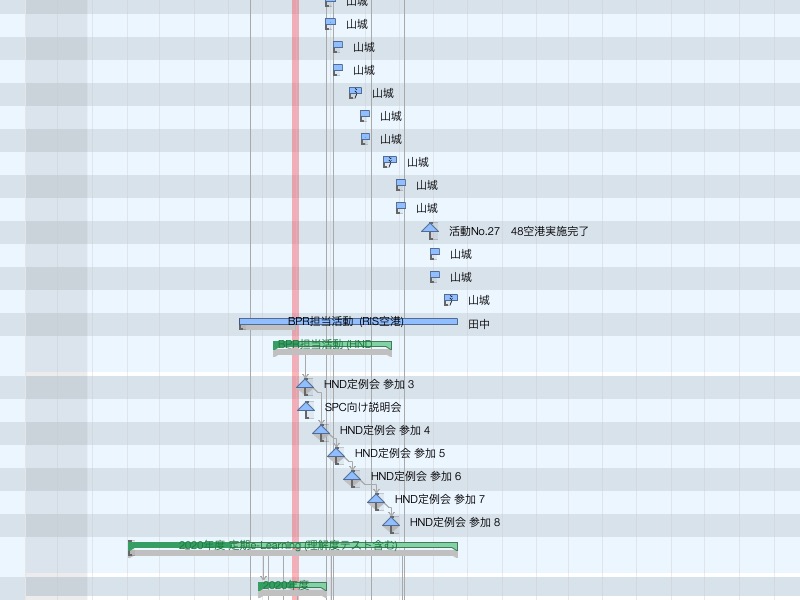 山城
山城
山城
山城
山城
山城
山城
山城
山城
山城
活動No.27　48空港実施完了
山城
山城
山城
BPR担当活動 (RIS空港)
田中
BPR担当活動 (HND
HND定例会 参加 3
SPC向け説明会
HND定例会 参加 4
HND定例会 参加 5
HND定例会 参加 6
HND定例会 参加 7
HND定例会 参加 8
2020年度 定期e-Learning (理解度テスト含む)
2020年度